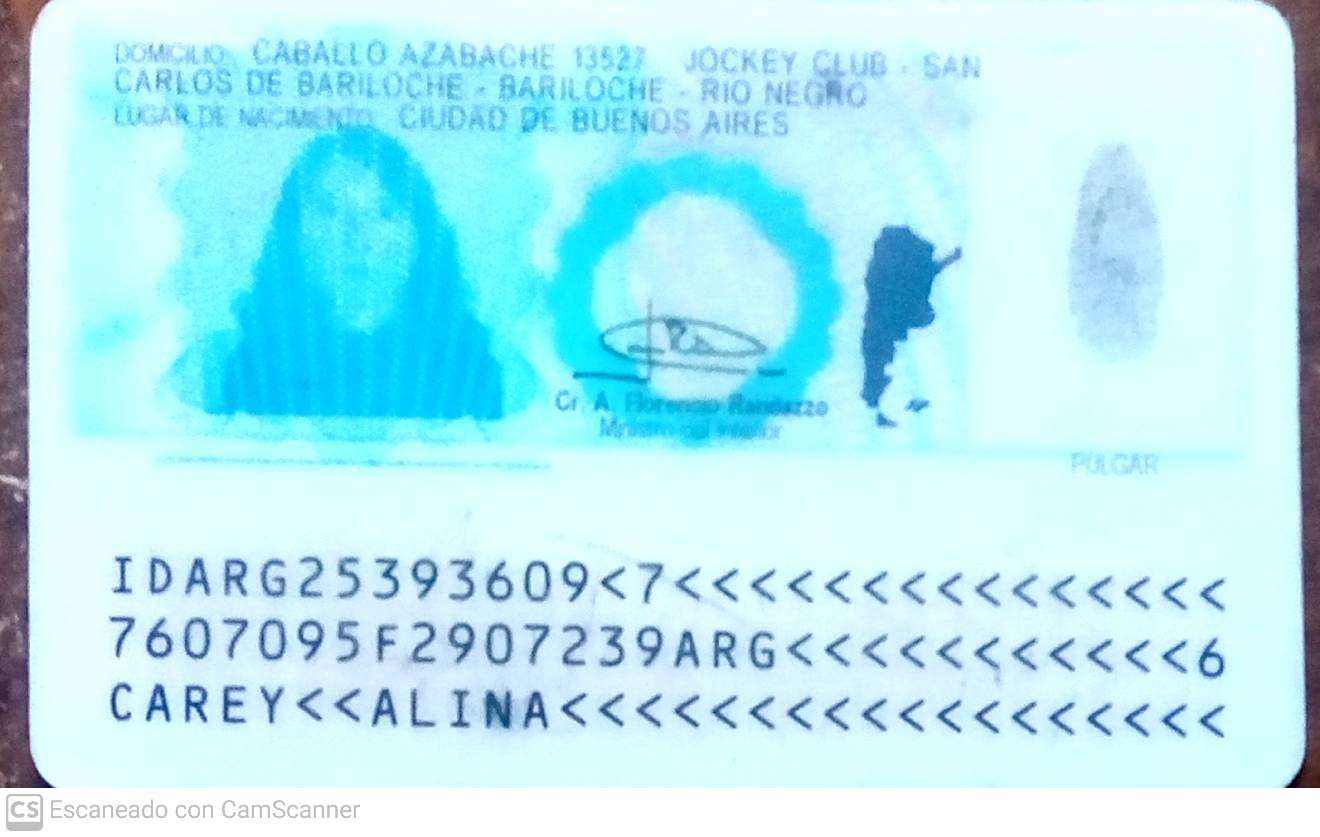 DOMICILIO: CABALLO AZABACHE 13527 JOCKEY CLUB - SAN
CARLOS DE BARILOCHE - BARILOCHE - RIO NEGRO
LUGAR DE NACIMIENTO: CIUDAD DE BUENOS AIRES
Cr. A. Florencio Randazzo
Ministro del Interior
PULGAR
IDARG25393609<7<<<<<<<<<<<<<<<
7607095F2907239ARG<<<<<<<<<<<6
CAREY<<ALINA<<<<<<<<<<<<<<<<<<
CS Escaneado con CamScanner